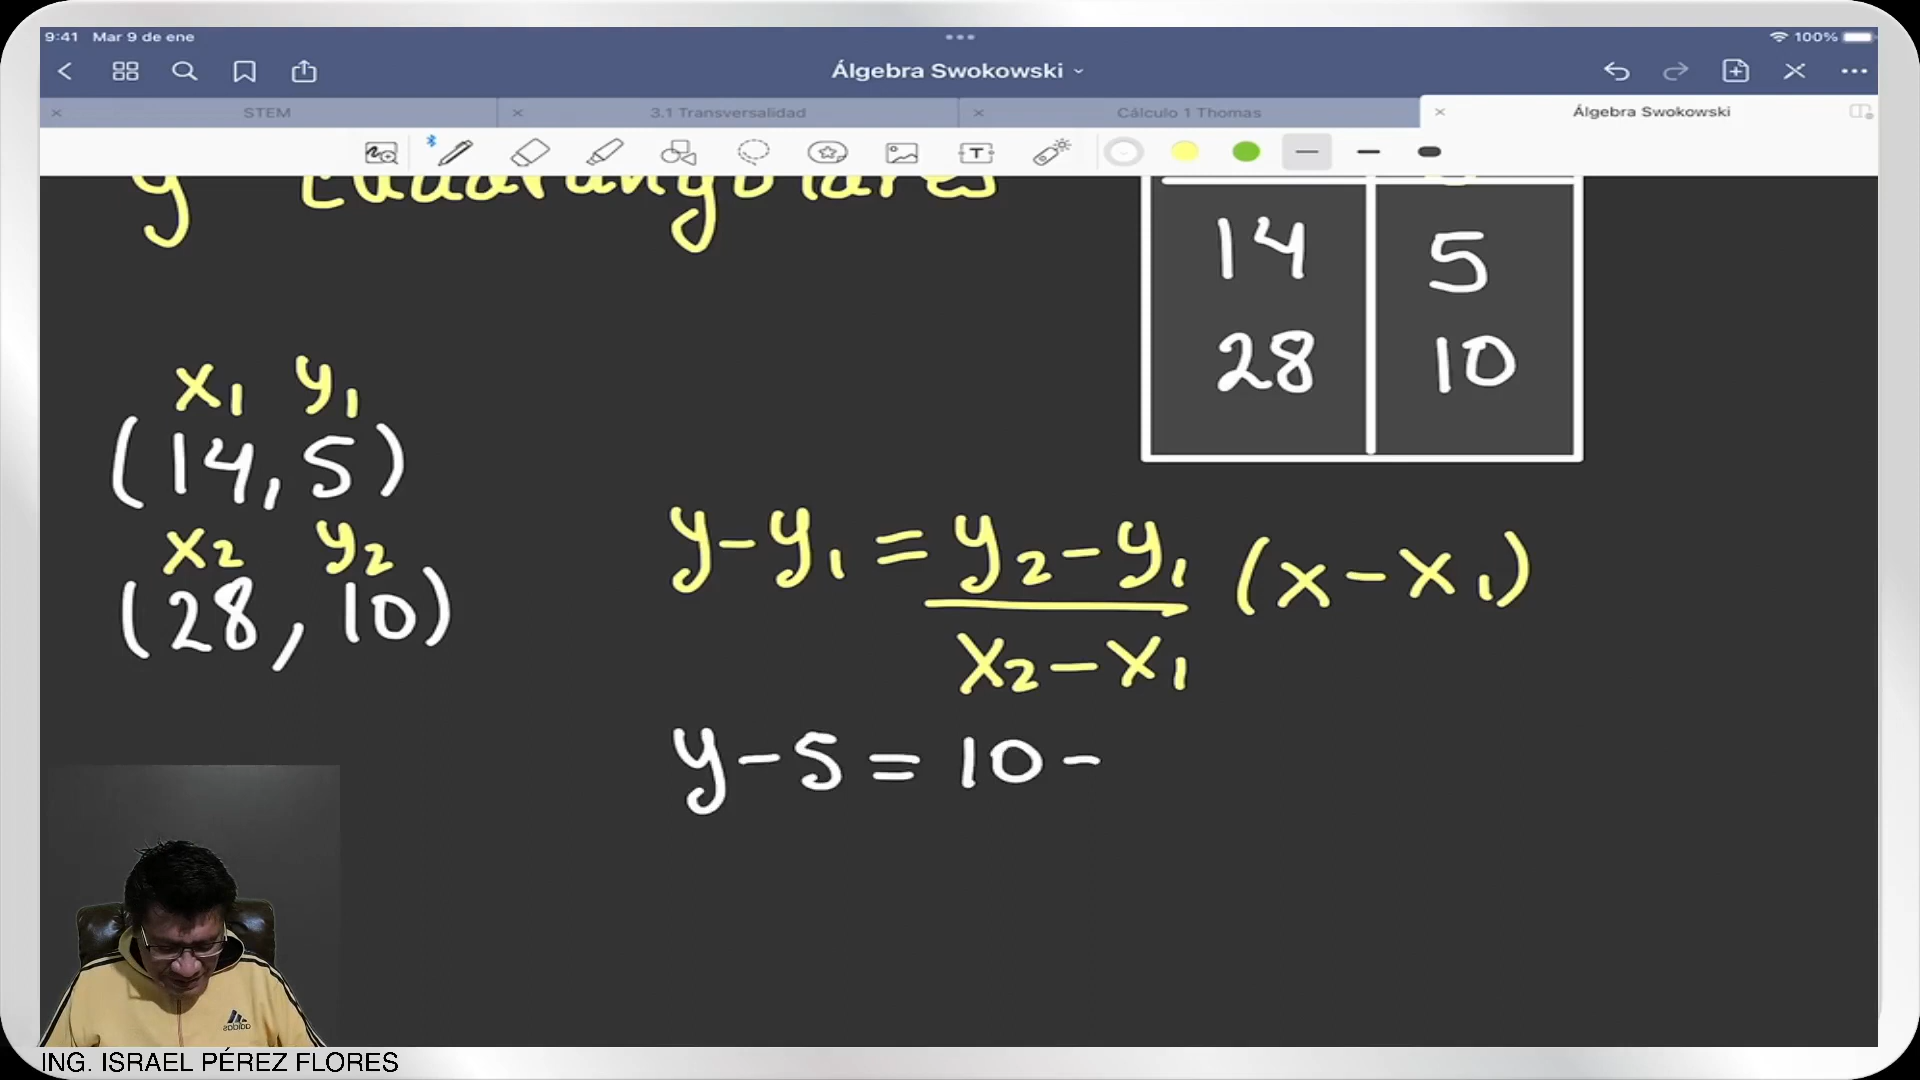 9:41 Mar 9 de ene 100%
Álgebra Swokowski
STEM 3.1 Transversalidad Cálculo 1 Thomas Álgebra Swokowski
y cuadrangulares
14 5
28 10
x1 y1
(14, 5)
x2 y2
(28, 10)
y-y1 = y2-y1 (x-x1)
x2-x1
y-5=10-
adidas
ING. ISRAEL PÉREZ FLORES